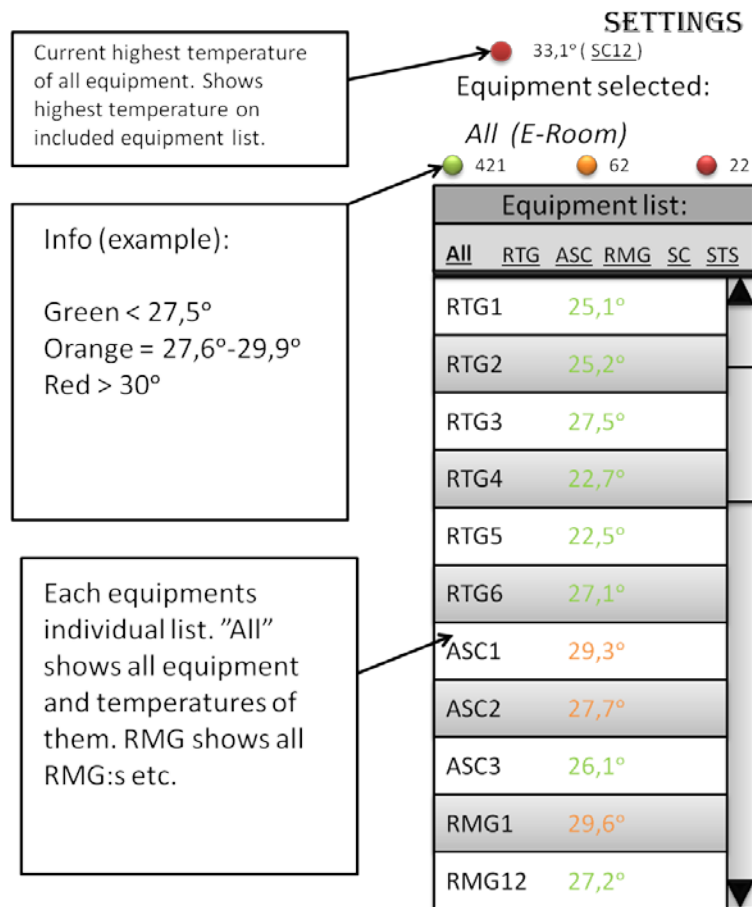 SETTINGS
Current highest temperature
of all equipment. Shows
highest temperature on
included equipment list.
33,1° ( SC12 )
Equipment selected:
All (E-Room)
421 62 22
Info (example):
Green < 27,5°
Orange = 27,6°-29,9°
Red > 30°
Equipment list:
All RTG ASC RMG SC STS
RTG1 25,1°
RTG2 25,2°
RTG3 27,5°
RTG4 22,7°
RTG5 22,5°
RTG6 27,1°
ASC1 29,3°
ASC2 27,7°
ASC3 26,1°
RMG1 29,6°
RMG12 27,2°
Each equipments
individual list. ”All”
shows all equipment
and temperatures of
them. RMG shows all
RMG:s etc.